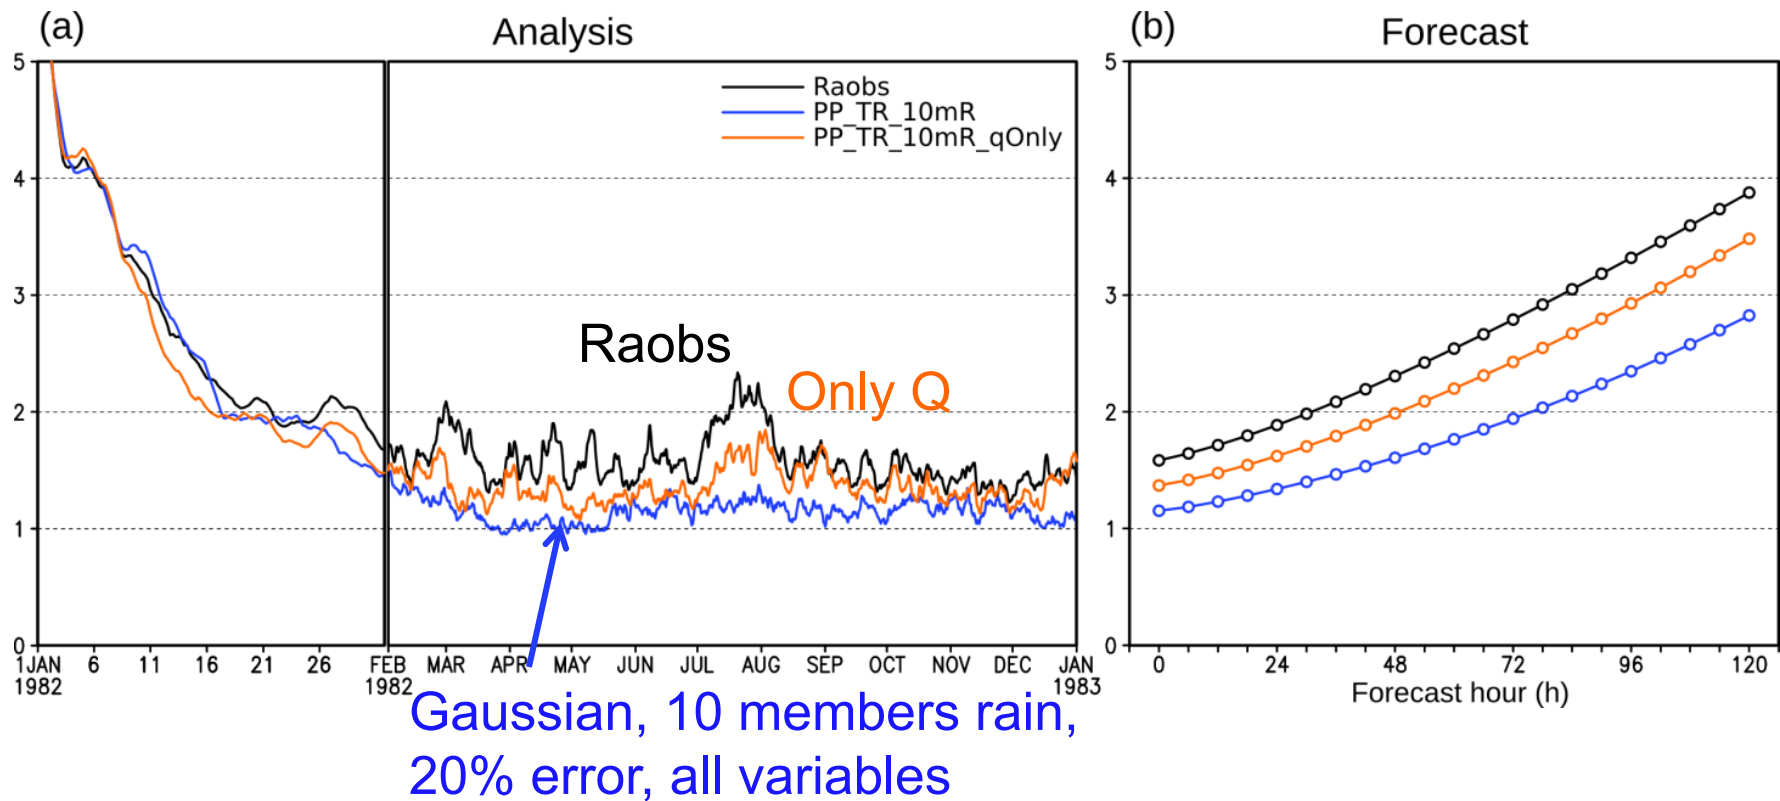 (a)
Analysis
5
4
3
2
1
0
Raobs
PP_TR_10mR
PP_TR_10mR_qOnly
Raobs
Only Q
1JAN 6 11 16 21 26 FEB MAR APR MAY JUN JUL AUG SEP OCT NOV DEC JAN
1982 1982 1983
Gaussian, 10 members rain,
20% error, all variables
(b)
Forecast
5
4
3
2
1
0
0 24 48 72 96 120
Forecast hour (h)